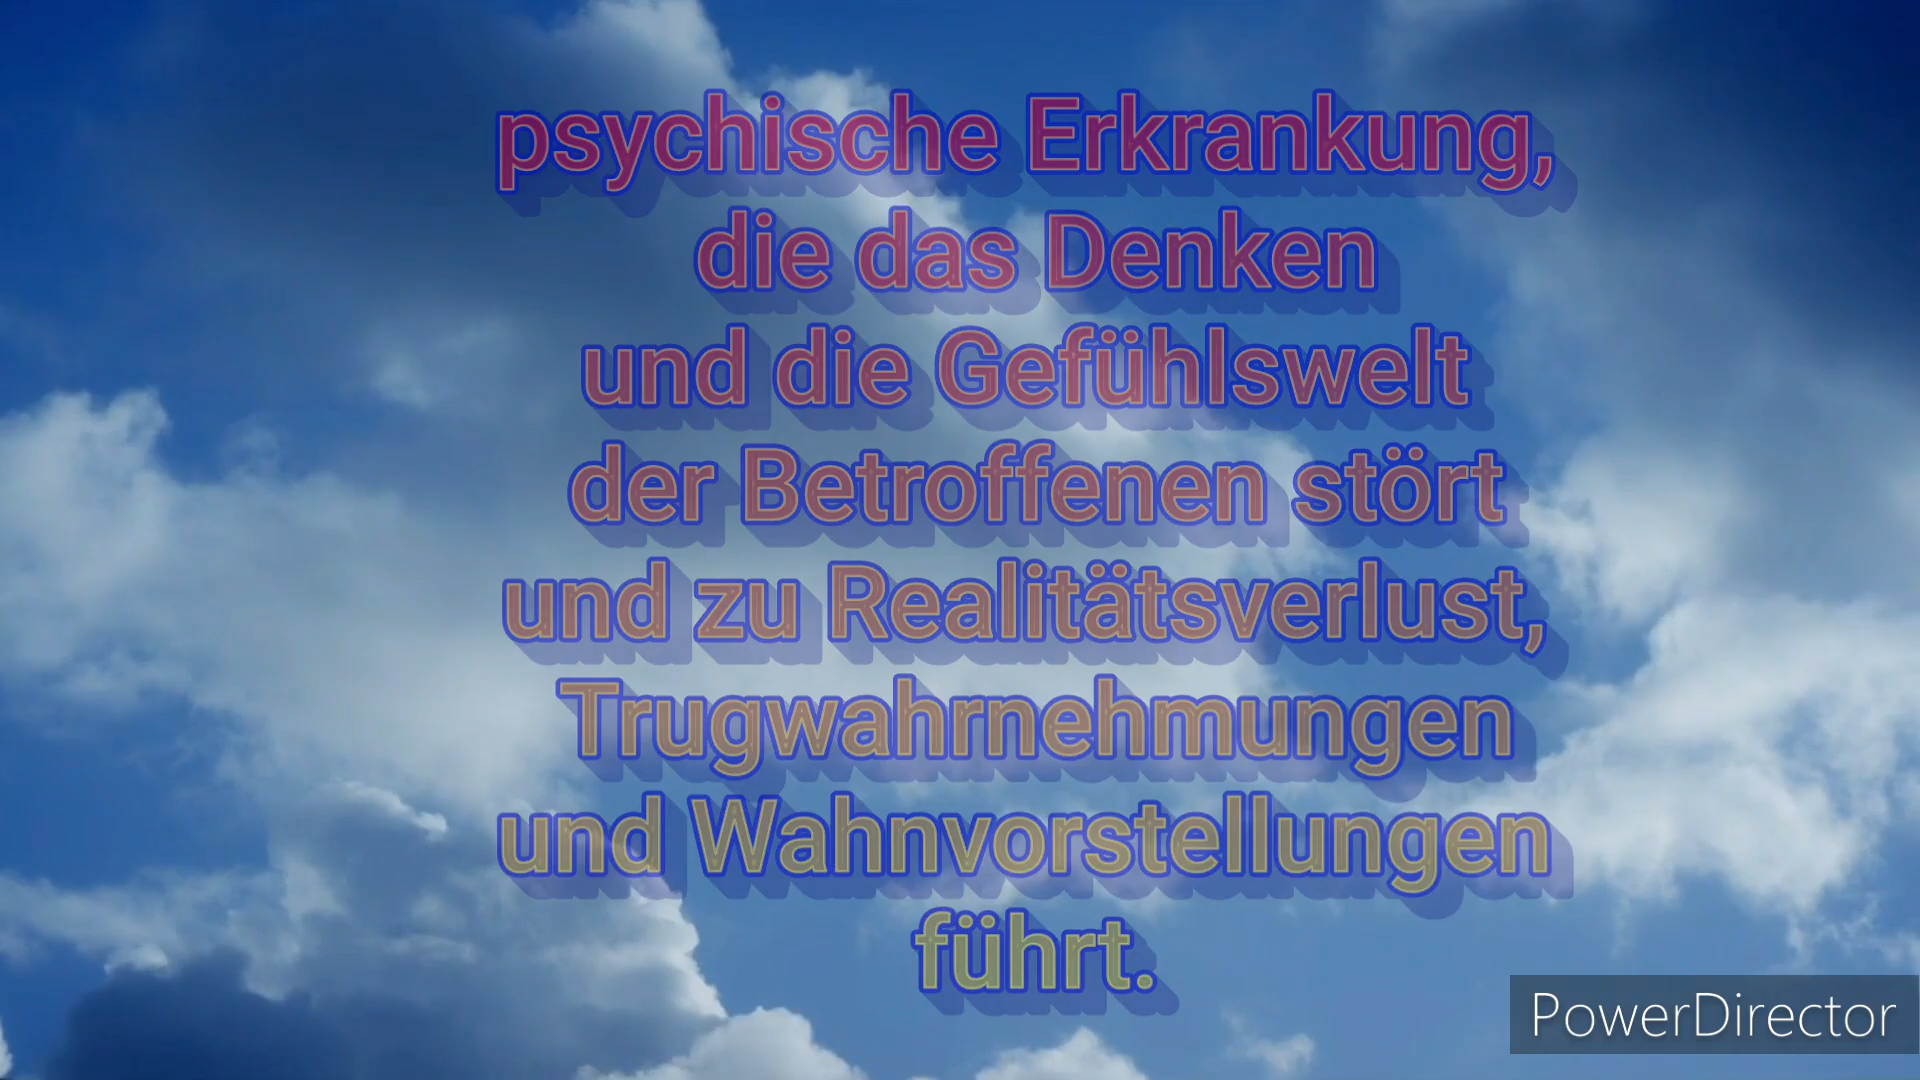 psychische Erkrankung,
die das Denken
und die Gefühlswelt
der Betroffenen stört
und zu Realitätsverlust,
Trugwahrnehmungen
und Wahnvorstellungen
führt.
PowerDirector